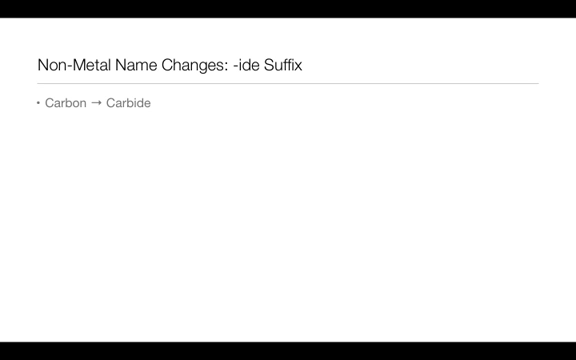 Non-Metal Name Changes: -ide Suffix
• Carbon → Carbide